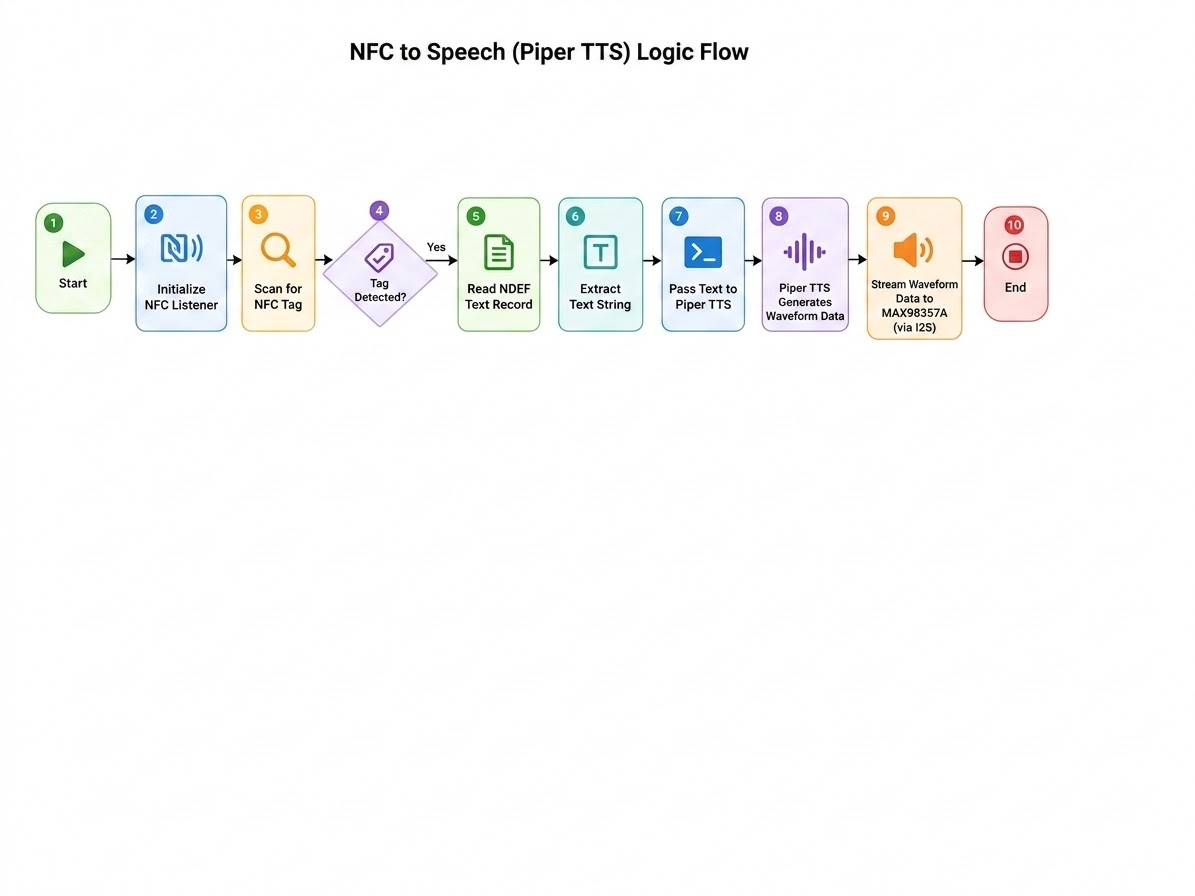 NFC to Speech (Piper TTS) Logic Flow
1
Start
2
Initialize
NFC Listener
3
Scan for
NFC Tag
4
Tag
Detected?
Yes
5
Read NDEF
Text Record
6
T
Extract
Text String
7
Pass Text to
Piper TTS
8
Piper TTS
Generates
Waveform Data
9
Stream Waveform
Data to
MAX98357A
(via I2S)
10
End